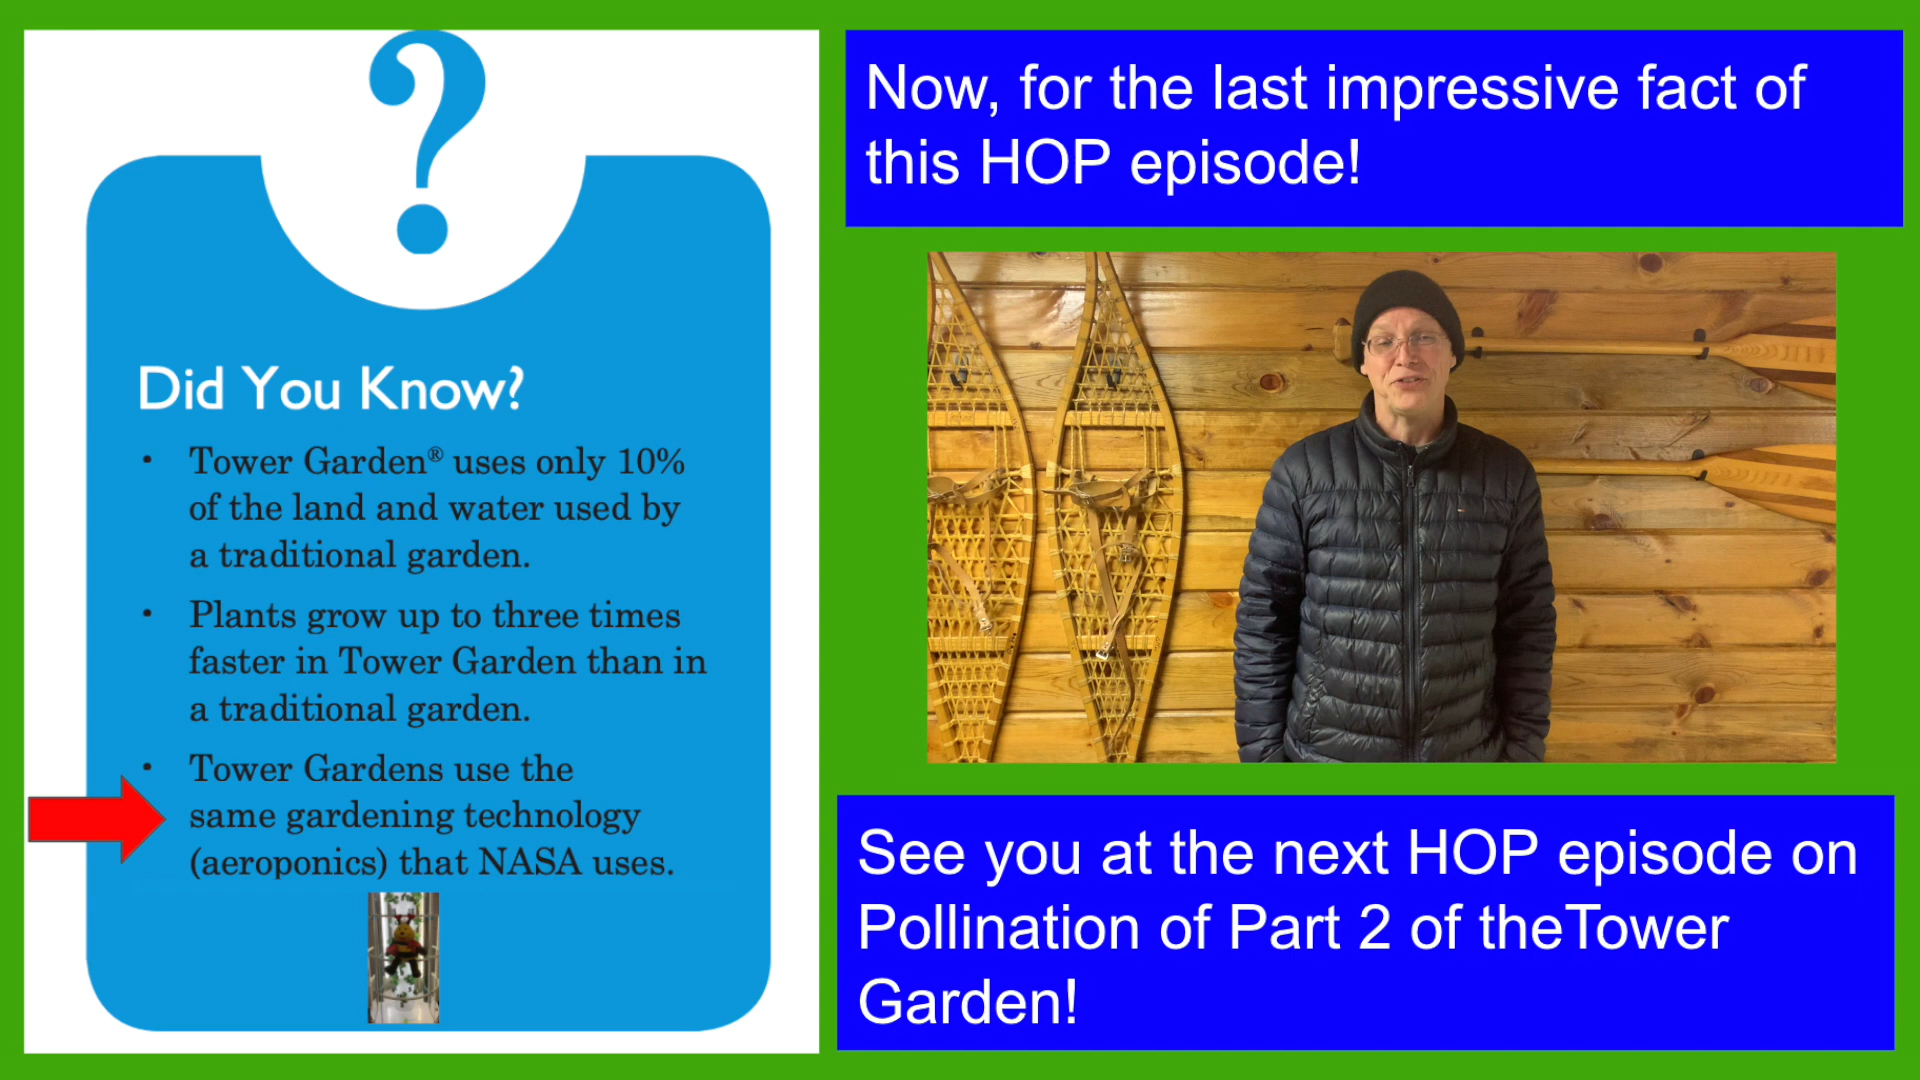 ?
Did You Know?
• Tower Garden® uses only 10%
of the land and water used by
a traditional garden.
• Plants grow up to three times
faster in Tower Garden than in
a traditional garden.
• Tower Gardens use the
same gardening technology
(aeroponics) that NASA uses.
Now, for the last impressive fact of
this HOP episode!
See you at the next HOP episode on
Pollination of Part 2 of theTower
Garden!